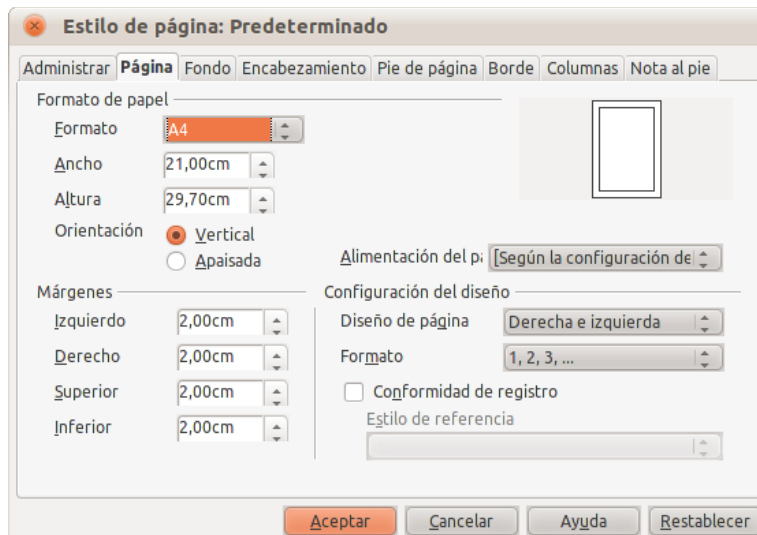 Estilo de página: Predeterminado
Administrar Página Fondo Encabezamiento Pie de página Borde Columnas Nota al pie
Formato de papel
Formato A4
Ancho 21,00cm
Altura 29,70cm
Orientación Vertical
Apaisada
Alimentación del pa [Según la configuración de
Márgenes
Izquierdo 2,00cm
Derecho 2,00cm
Superior 2,00cm
Inferior 2,00cm
Configuración del diseño
Diseño de página Derecha e izquierda
Formato 1, 2, 3, ...
Conformidad de registro
Estilo de referencia
Aceptar Cancelar Ayuda Restablecer